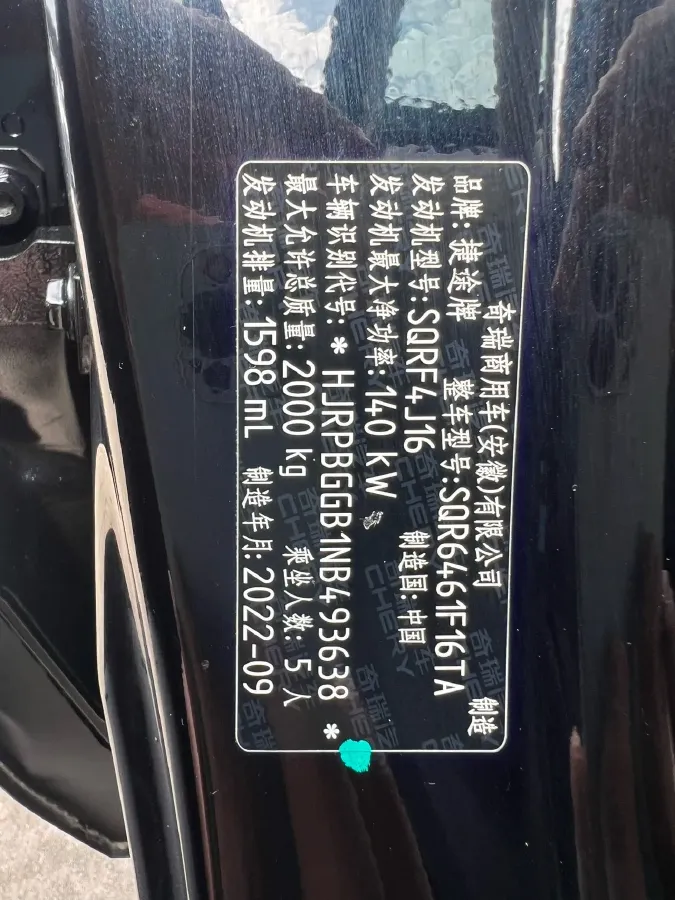 奇瑞商用车(安徽)有限公司 制造
品牌: 捷途牌 整车型号:SQR6461F16TA
发动机型号:SQRF4J16 制造国: 中国
发动机最大净功率: 140 kW
车辆识别代号: * HJRPBGGB1NB493638 *
最大允许总质量: 2000 kg 乘坐人数: 5 人
发动机排量: 1598 mL 制造年月: 2022-09